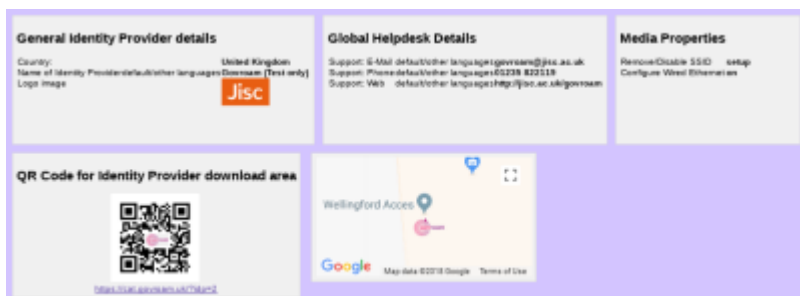 General Identity Provider details
Country: United Kingdom
Name of Identity Provider default/other languages Govroam (Test only)
Logo image
Jisc
Global Helpdesk Details
Support: E-Mail default/other languages govroam@jisc.ac.uk
Support: Phone default/other languages 01235 822119
Support: Web default/other languages http://jisc.ac.uk/govroam
Media Properties
Remove/Disable SSID setup
Configure Wired Ethernet on
QR Code for Identity Provider download area
Wellingford Acces
Google Map data ©2018 Google Terms of Use